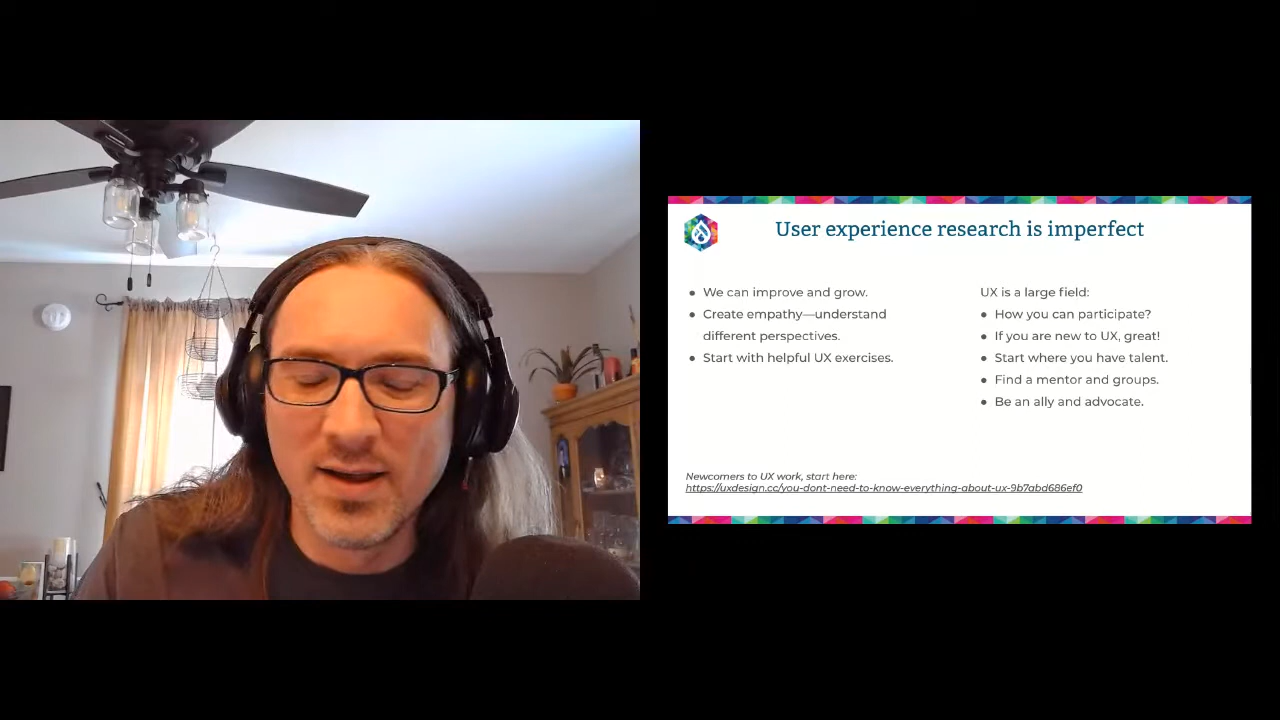 User experience research is imperfect
● We can improve and grow.
● Create empathy—understand
different perspectives.
● Start with helpful UX exercises.
UX is a large field:
● How you can participate?
● If you are new to UX, great!
● Start where you have talent.
● Find a mentor and groups.
● Be an ally and advocate.
Newcomers to UX work, start here:
https://uxdesign.cc/you-dont-need-to-know-everything-about-ux-9b7abd686ef0